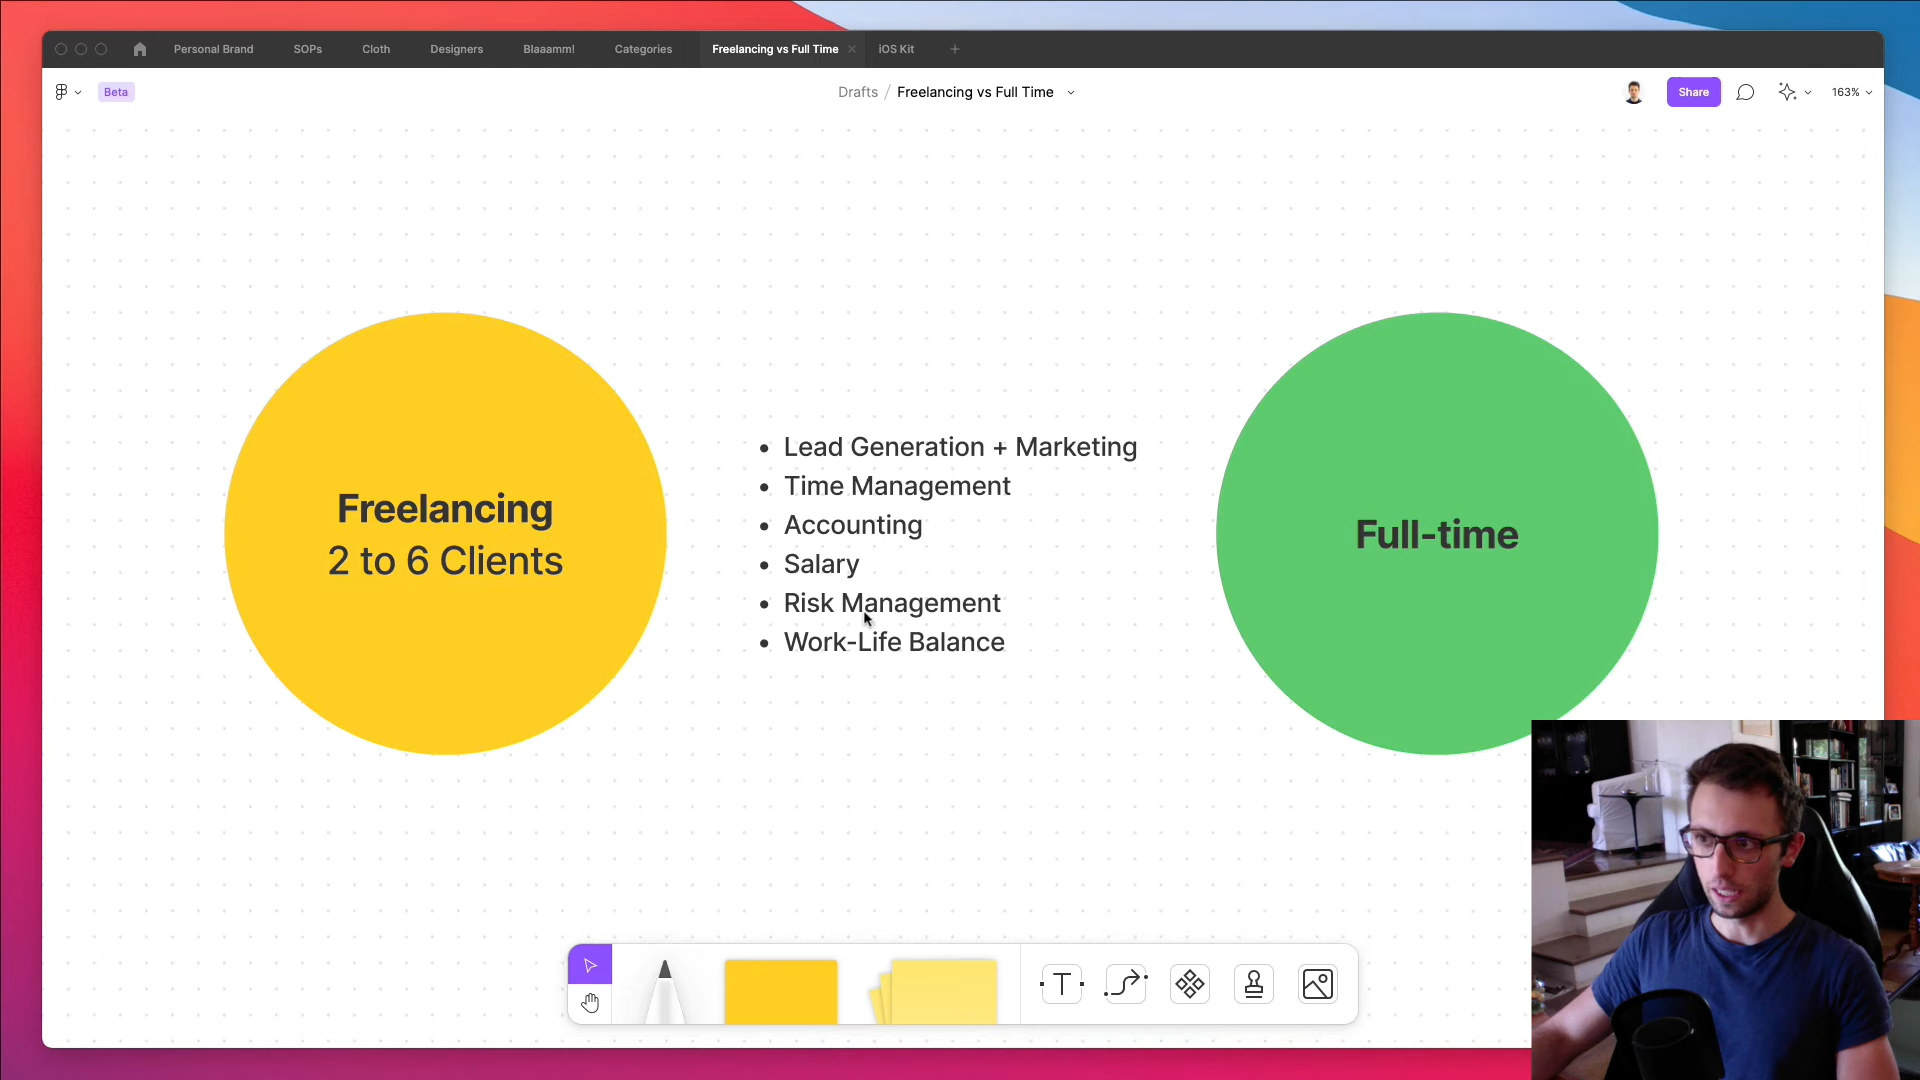 Personal Brand
SOPs
Cloth
Designers
Blaaamm!
Categories
Freelancing vs Full Time
iOS Kit
Beta
Drafts / Freelancing vs Full Time
Share
163%
Freelancing
2 to 6 Clients
• Lead Generation + Marketing
• Time Management
• Accounting
• Salary
• Risk Management
• Work-Life Balance
Full-time
T